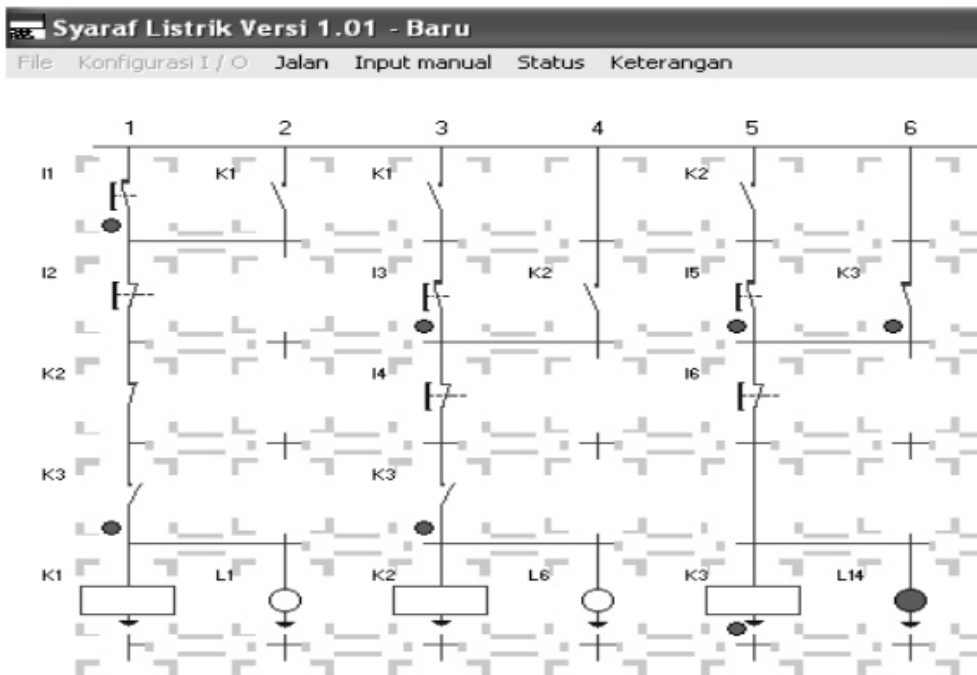 Syaraf Listrik Versi 1.01 - Baru
File Konfigurasi I / O Jalan Input manual Status Keterangan
1 2 3 4 5 6
I1 K1 K1 K2
I2 I3 K2 I5 K3
K2 I4 I6
K3 K3
K1 L1 K2 L6 K3 L14